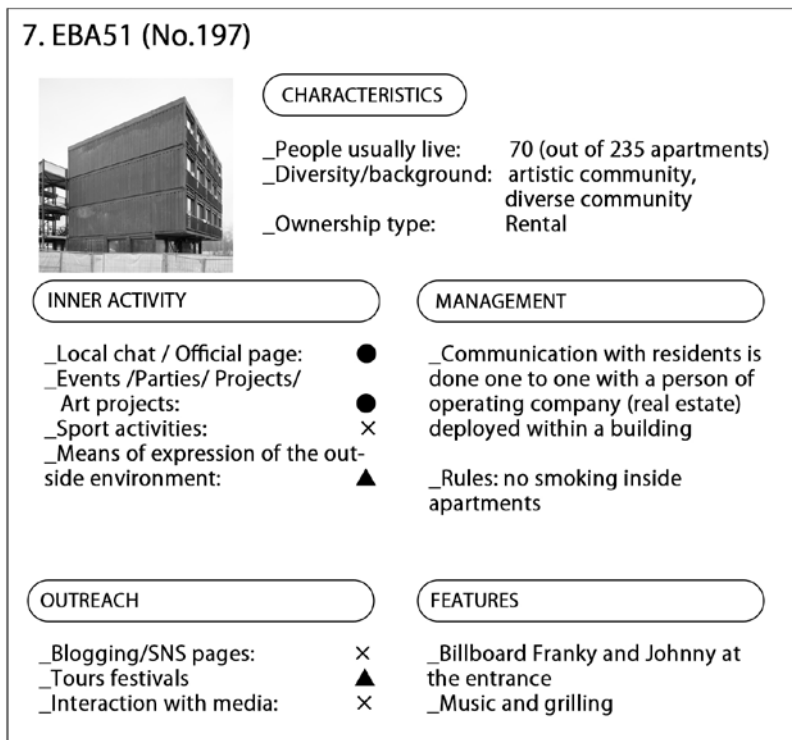 7. EBA51 (No.197)
CHARACTERISTICS
_People usually live: 70 (out of 235 apartments)
_Diversity/background: artistic community,
diverse community
_Ownership type: Rental
INNER ACTIVITY
_Local chat / Official page: ●
_Events /Parties/ Projects/
Art projects: ●
_Sport activities: ×
_Means of expression of the out-
side environment: ▲
MANAGEMENT
_Communication with residents is
done one to one with a person of
operating company (real estate)
deployed within a building
_Rules: no smoking inside
apartments
OUTREACH
_Blogging/SNS pages: ×
_Tours festivals ▲
_Interaction with media: ×
FEATURES
_Billboard Franky and Johnny at
the entrance
_Music and grilling